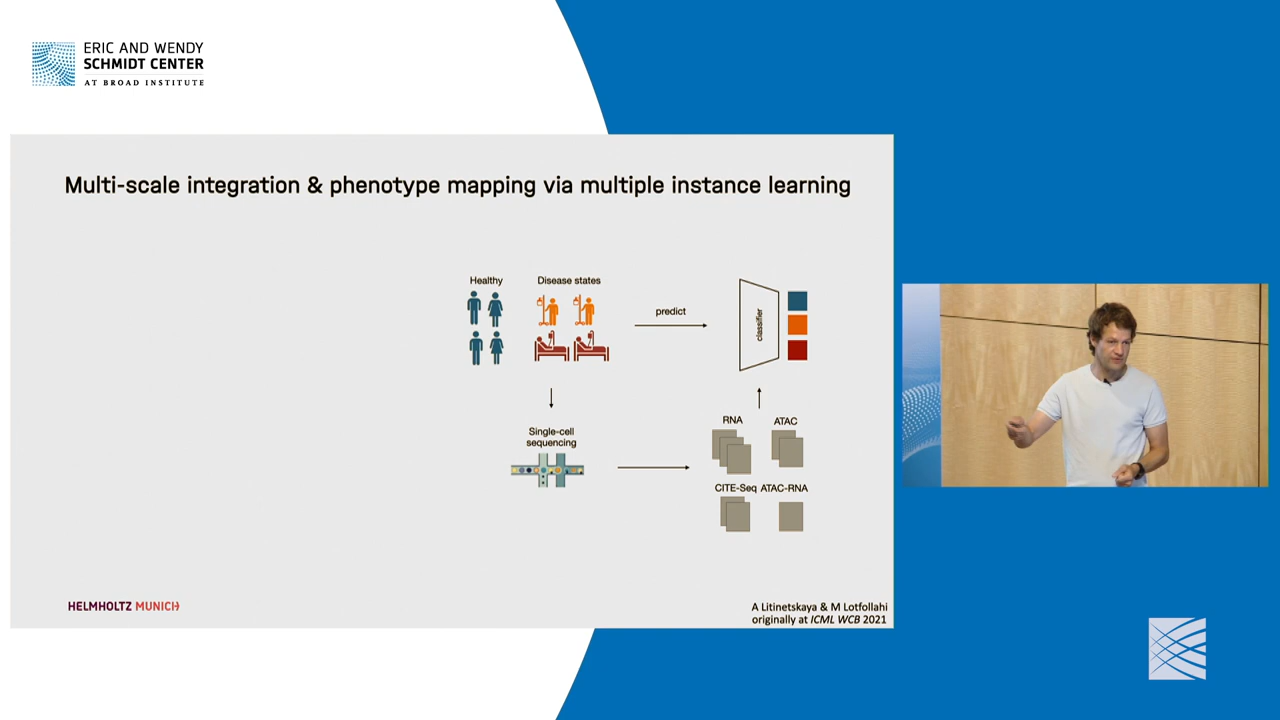 ERIC AND WENDY
SCHMIDT CENTER
AT BROAD INSTITUTE
Multi-scale integration & phenotype mapping via multiple instance learning
Healthy
Disease states
predict
classifier
Single-cell
sequencing
RNA
ATAC
CITE-Seq
ATAC-RNA
HELMHOLTZ MUNICH
A Litinetskaya & M Lotfollahi
originally at ICML WCB 2021